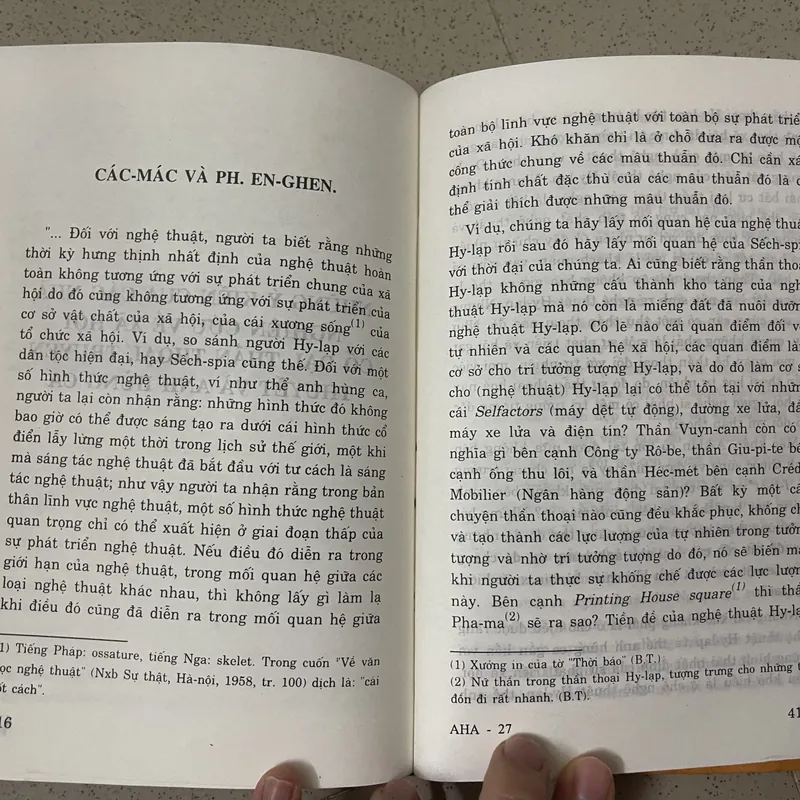 CÁC-MÁC VÀ PH. EN-GHEN.
"... Đối với nghệ thuật, người ta biết rằng những
thời kỳ hưng thịnh nhất định của nghệ thuật hoàn
toàn không tương ứng với sự phát triển chung của xã
hội do đó cũng không tương ứng với sự phát triển của
cơ sở vật chất của xã hội, của cái xương sống(1) của
tổ chức xã hội. Ví dụ, so sánh người Hy-lạp với các
dân tộc hiện đại, hay Sếch-spia cũng thế. Đối với một
số hình thức nghệ thuật, ví như thể anh hùng ca,
người ta lại còn nhận rằng: những hình thức đó không
bao giờ có thể được sáng tạo ra dưới cái hình thức cổ
điển lẫy lừng một thời trong lịch sử thế giới, một khi
mà sáng tác nghệ thuật đã bắt đầu với tư cách là sáng
tác nghệ thuật; như vậy người ta nhận rằng trong bản
thân lĩnh vực nghệ thuật, một số hình thức nghệ thuật
quan trọng chỉ có thể xuất hiện ở giai đoạn thấp của
sự phát triển nghệ thuật. Nếu điều đó diễn ra trong
giới hạn của nghệ thuật, trong mối quan hệ giữa các
loại nghệ thuật khác nhau, thì không lấy gì làm lạ
khi điều đó cũng đã diễn ra trong mối quan hệ giữa
1) Tiếng Pháp: ossature, tiếng Nga: skelet. Trong cuốn "Về văn
ọc nghệ thuật" (Nxb Sự thật, Hà-nội, 1958, tr. 100) dịch là: "cái
ốt cách".
16
toàn bộ lĩnh vực nghệ thuật với toàn bộ sự phát triể
của xã hội. Khó khăn chỉ là ở chỗ đưa ra được mộ
công thức chung về các mâu thuẫn đó. Chỉ cần xá
định tính chất đặc thù của các mâu thuẫn đó là c
thể giải thích được những mâu thuẫn đó.
Ví dụ, chúng ta hãy lấy mối quan hệ của nghệ thuậ
Hy-lạp rồi sau đó hãy lấy mối quan hệ của Sếch-spia
với thời đại của chúng ta. Ai cũng biết rằng thần thoạ
Hy-lạp không những cấu thành kho tàng của ngh
thuật Hy-lạp mà nó còn là miếng đất đã nuôi dưỡn
nghệ thuật Hy-lạp. Có lẽ nào cái quan điểm đối v
tự nhiên và các quan hệ xã hội, các quan điểm là
cơ sở cho trí tưởng tượng Hy-lạp, và do đó làm cơ s
cho (nghệ thuật) Hy-lạp lại có thể tồn tại với nhữn
cái Selfactors (máy dệt tự động), đường xe lửa, đầ
máy xe lửa và điện tín? Thần Vuyn-canh còn có
nghĩa gì bên cạnh Công ty Rô-be, thần Giu-pi-te bê
cạnh ống thu lôi, và thần Héc-mét bên cạnh Créd
Mobilier (Ngân hàng động sản)? Bất kỳ một câ
chuyện thần thoại nào cũng đều khắc phục, khống ch
và tạo thành các lực lượng của tự nhiên trong tưởn
tượng và nhờ trí tưởng tượng do đó, nó sẽ biến mấ
khi người ta thực sự khống chế được các lực lượn
này. Bên cạnh Printing House square(1) thì thầ
Pha-ma(2) sẽ ra sao? Tiền đề của nghệ thuật Hy-lạ
(1) Xưởng in của tờ "Thời báo" (B.T.)
(2) Nữ thần trong thần thoại Hy-lạp, tượng trưng cho những t
đồn đi rất nhanh. (B.T).
41
AHA - 27